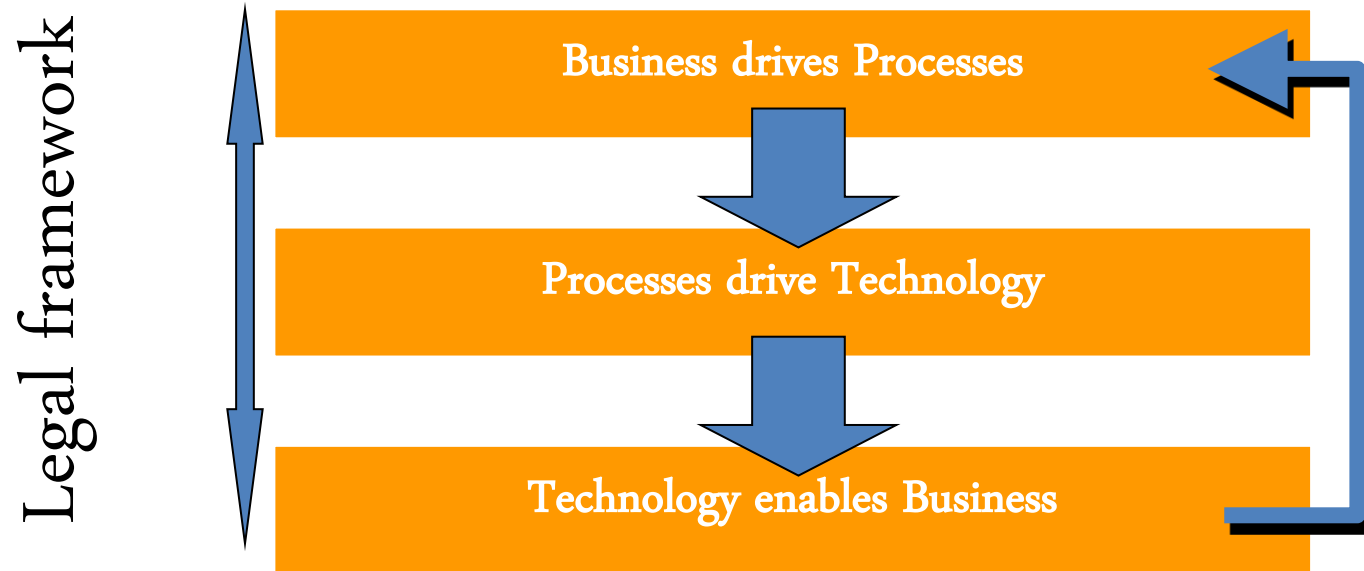 Legal framework
Business drives Processes
Processes drive Technology
Technology enables Business